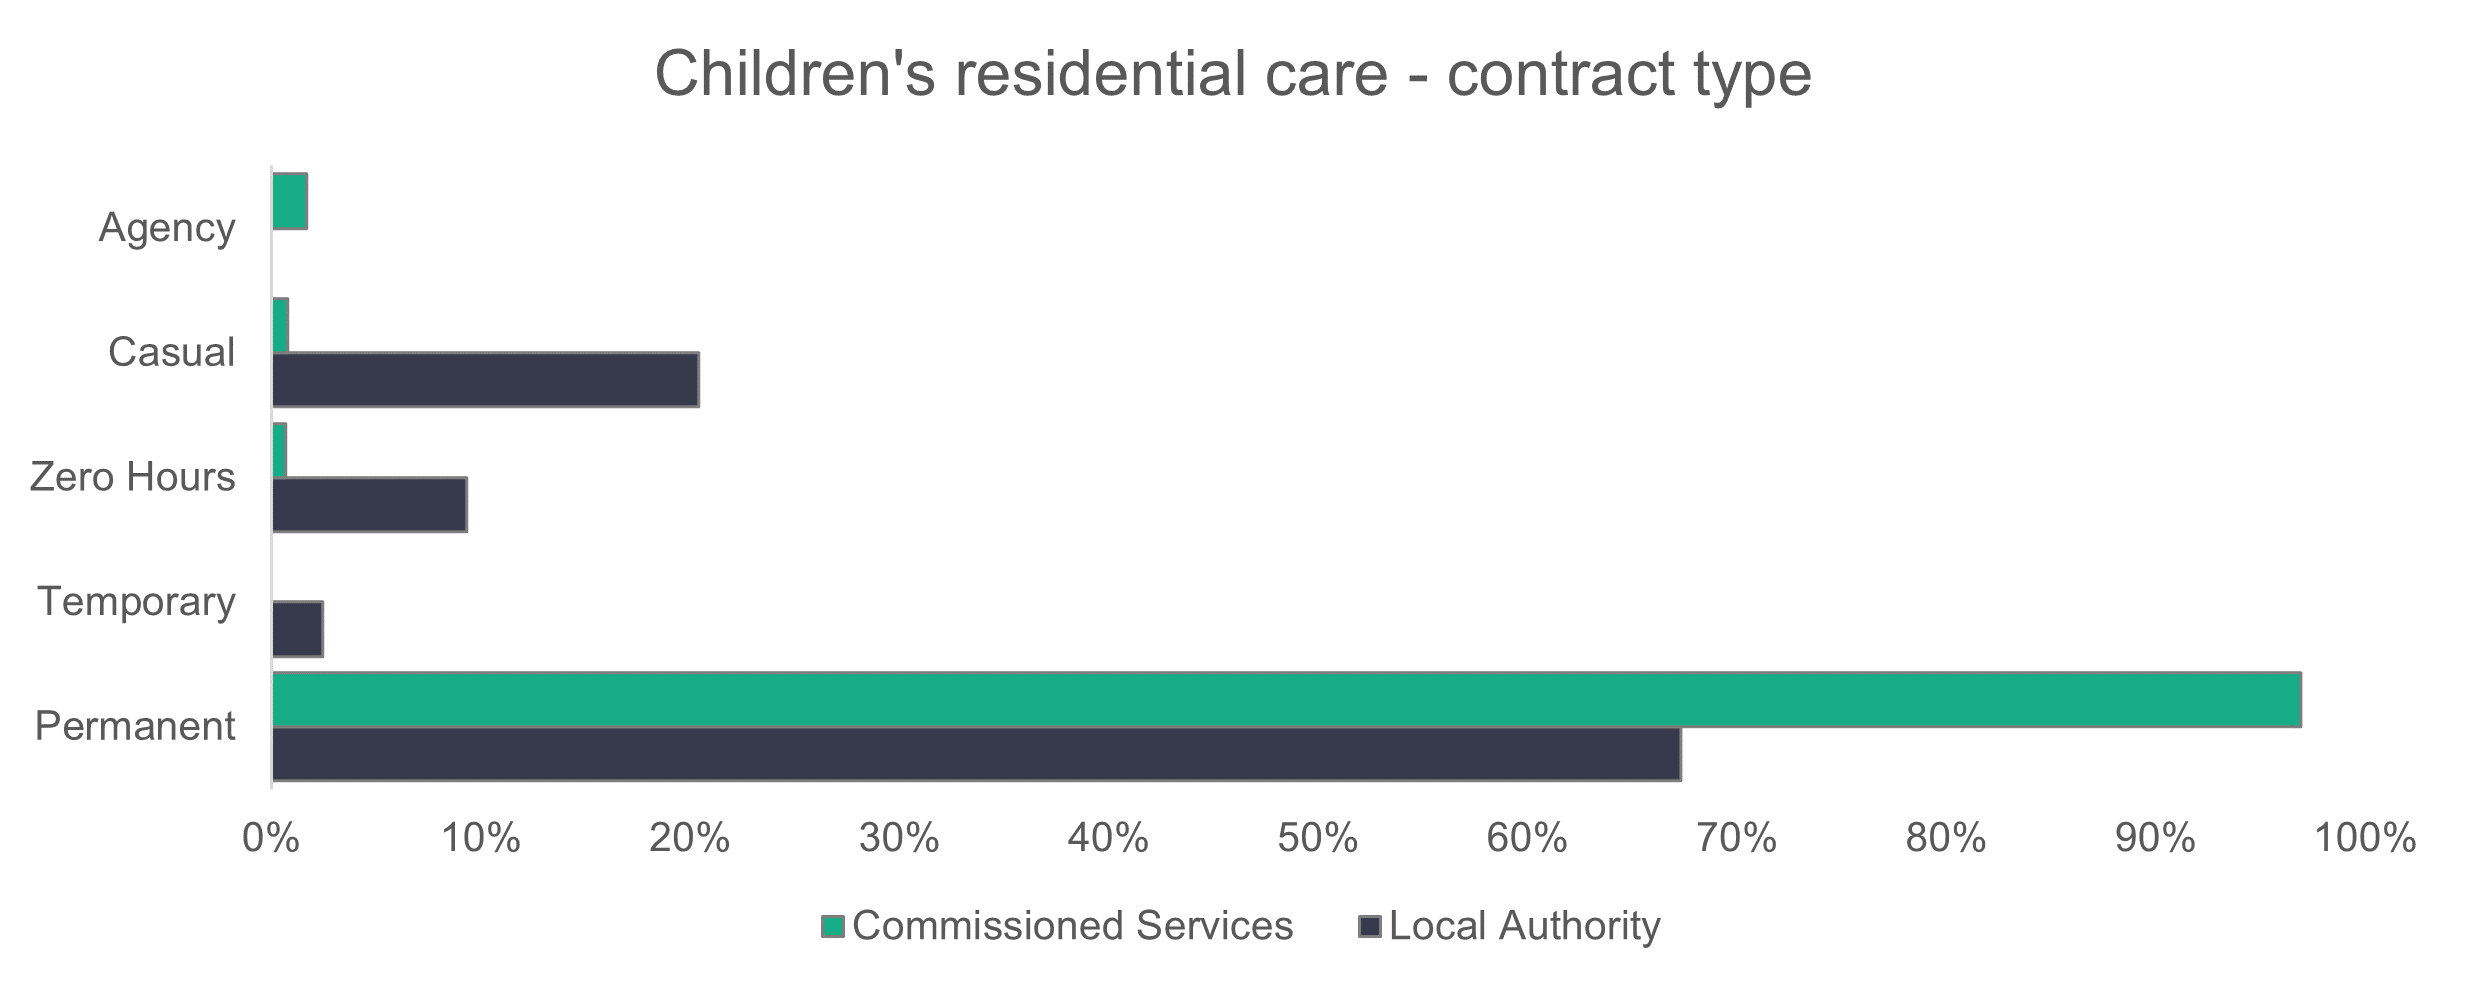 Children's residential care - contract type
Agency
Casual
Zero Hours
Temporary
Permanent
0% 10% 20% 30% 40% 50% 60% 70% 80% 90% 100%
Commissioned Services Local Authority